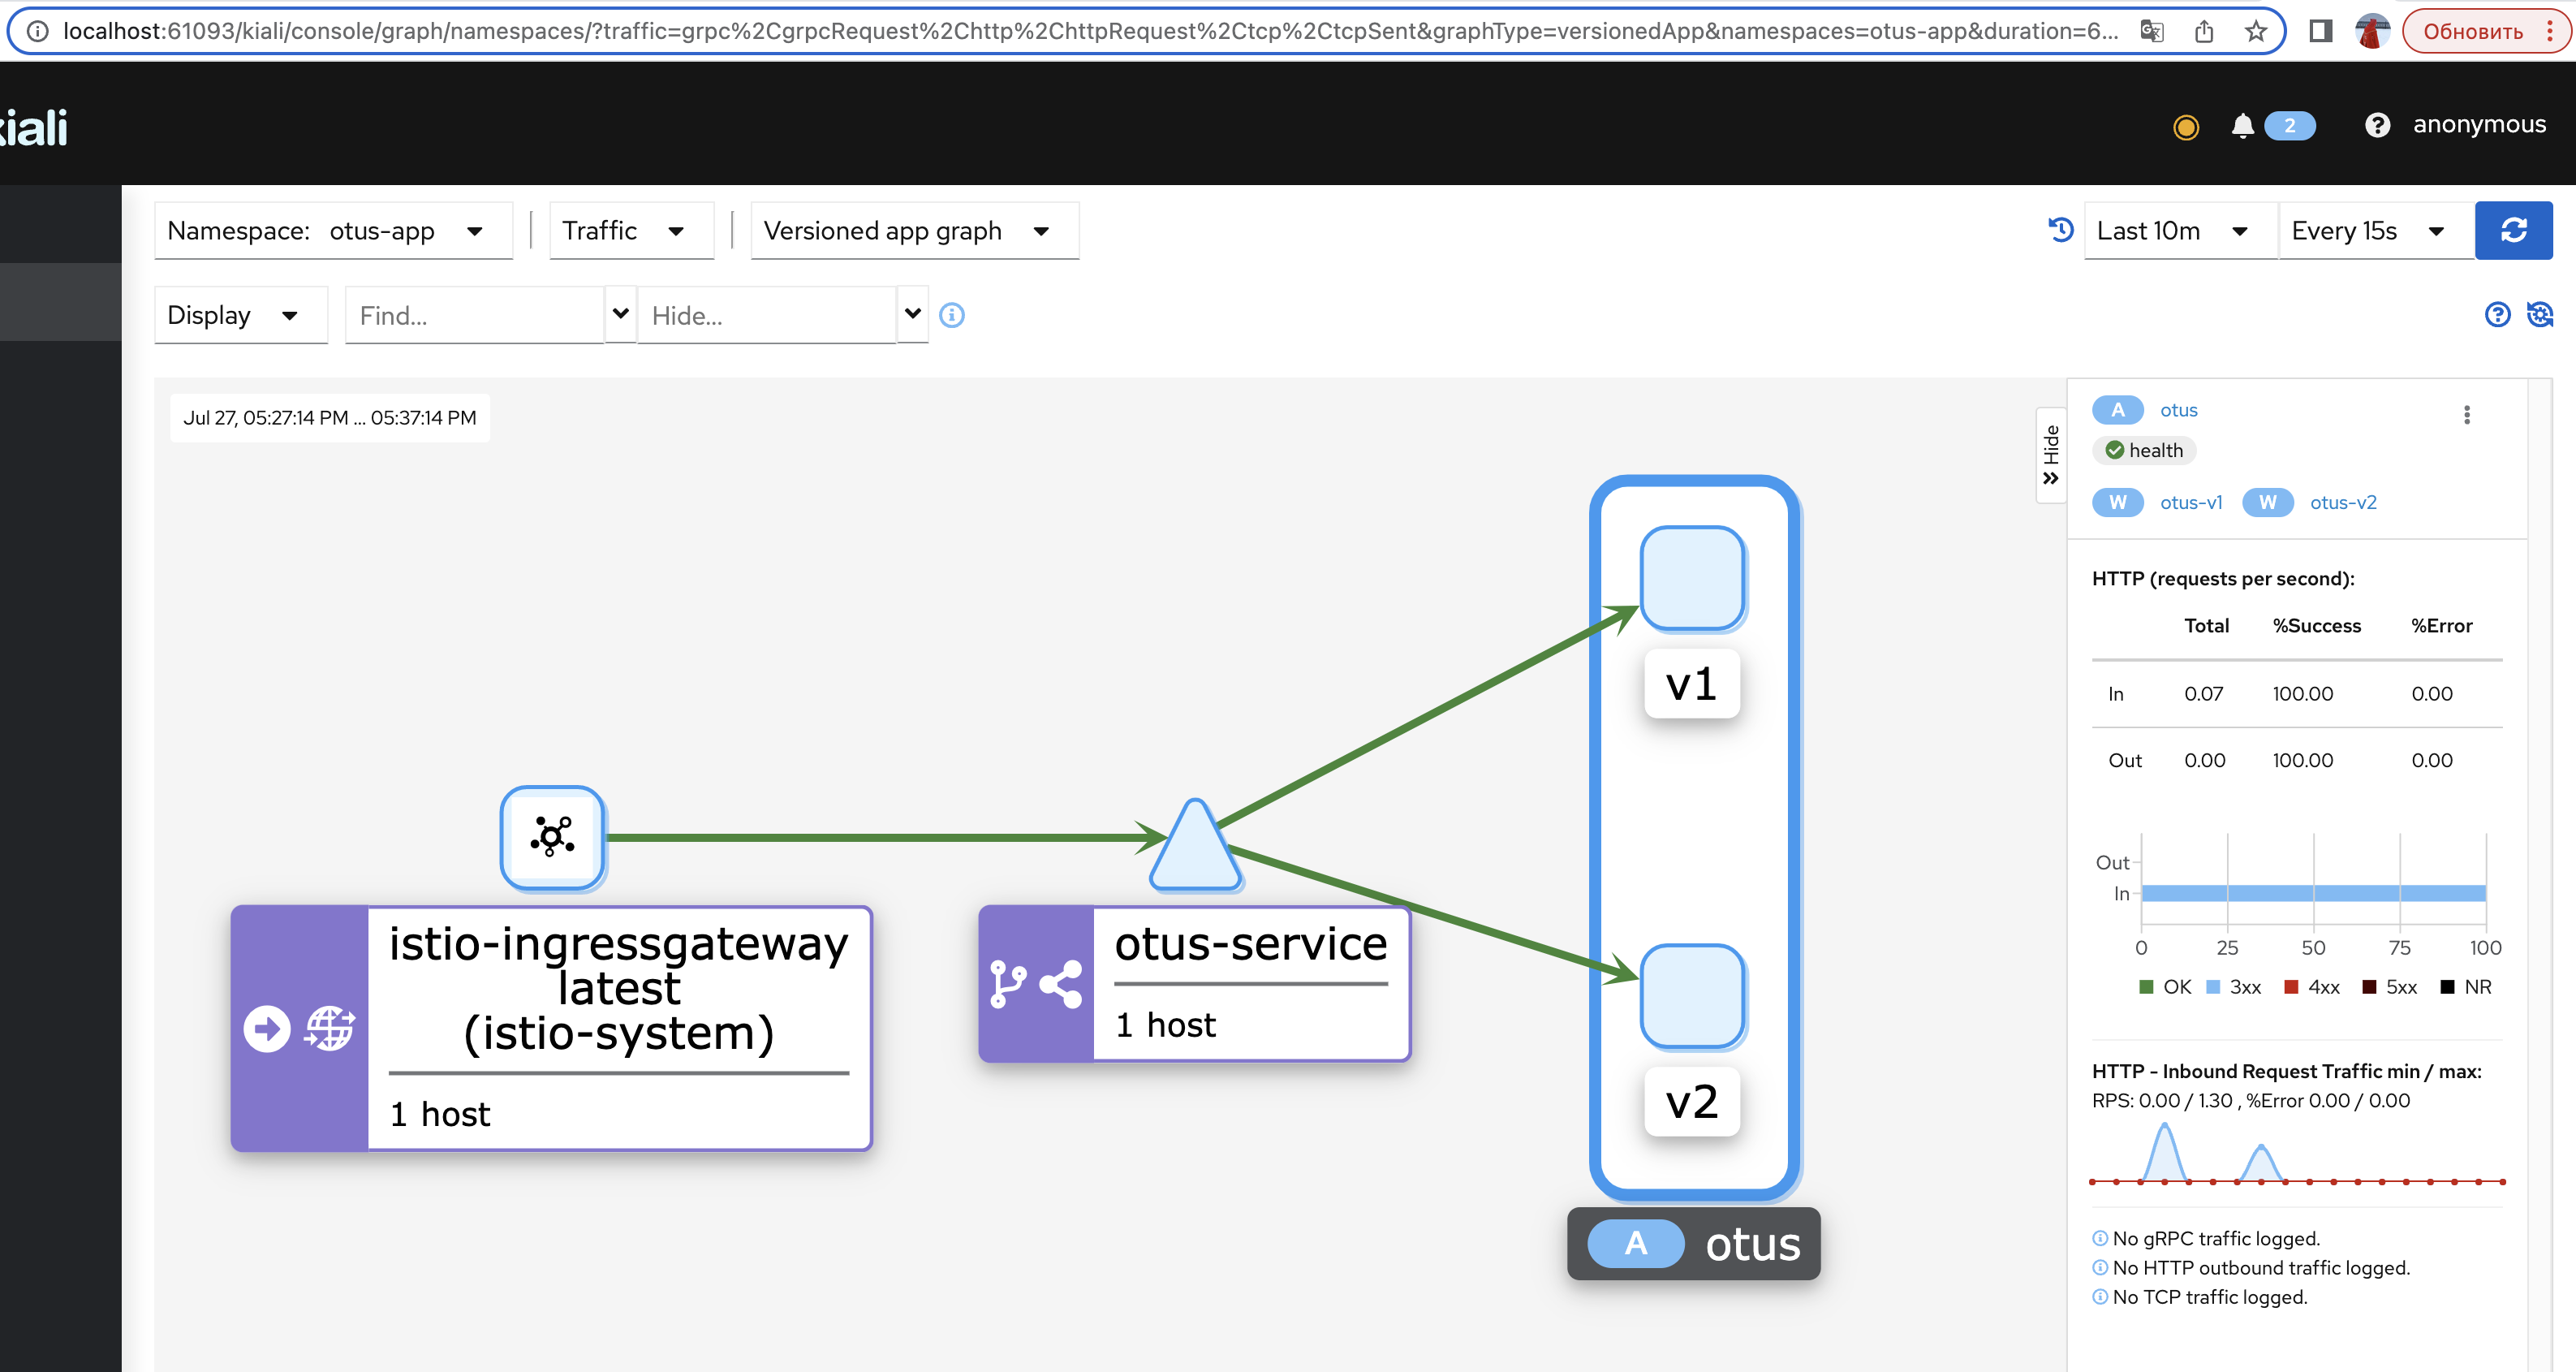 localhost:61093/kiali/console/graph/namespaces/?traffic=grpc%2CgrpcRequest%2Chttp%2ChttpRequest%2Ctcp%2CtcpSent&graphType=versionedApp&namespaces=otus-app&duration=6...
Обновить
kiali
2
anonymous
Namespace: otus-app
Traffic
Versioned app graph
Last 10m
Every 15s
Display
Find...
Hide...
Jul 27, 05:27:14 PM ... 05:37:14 PM
Hide
v1
v2
istio-ingressgateway
latest
(istio-system)
1 host
otus-service
1 host
A otus
A otus
health
W otus-v1 W otus-v2
HTTP (requests per second):
Total %Success %Error
In 0.07 100.00 0.00
Out 0.00 100.00 0.00
Out
In
0 25 50 75 100
OK 3xx 4xx 5xx NR
HTTP - Inbound Request Traffic min / max:
RPS: 0.00 / 1.30 , %Error 0.00 / 0.00
No gRPC traffic logged.
No HTTP outbound traffic logged.
No TCP traffic logged.